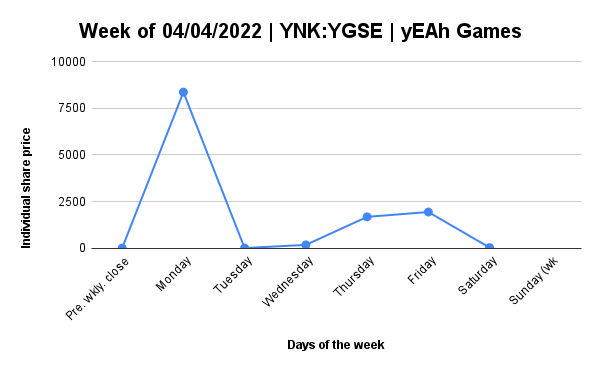 Week of 04/04/2022 | YNK:YGSE | yEAh Games
10000
7500
5000
2500
0
Individual share price
Pre. wkly. close
Monday
Tuesday
Wednesday
Thursday
Friday
Saturday
Sunday (wk
Days of the week